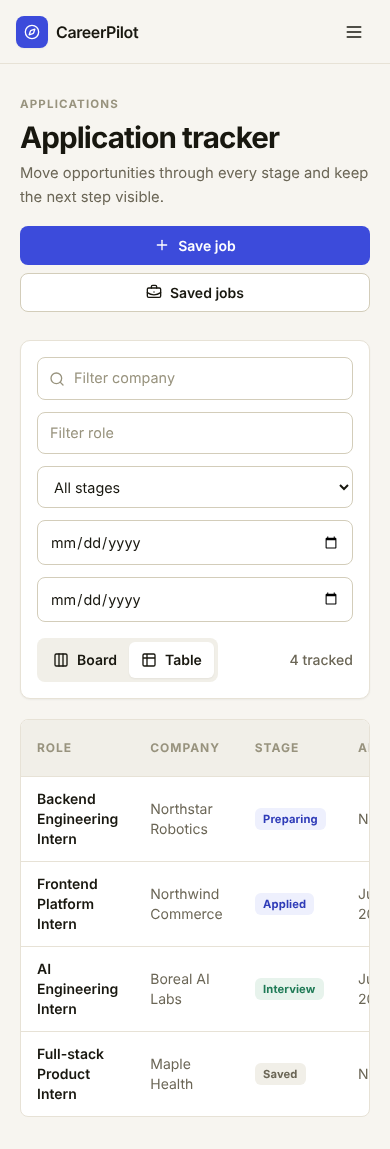 CareerPilot
APPLICATIONS
Application tracker
Move opportunities through every stage and keep
the next step visible.
Save job
Saved jobs
Filter company
Filter role
All stages
mm/dd/yyyy
mm/dd/yyyy
Board Table 4 tracked
ROLE COMPANY STAGE
Backend
Engineering
Intern
Northstar
Robotics
Preparing
Frontend
Platform
Intern
Northwind
Commerce
Applied
AI
Engineering
Intern
Boreal AI
Labs
Interview
Full-stack
Product
Intern
Maple
Health
Saved